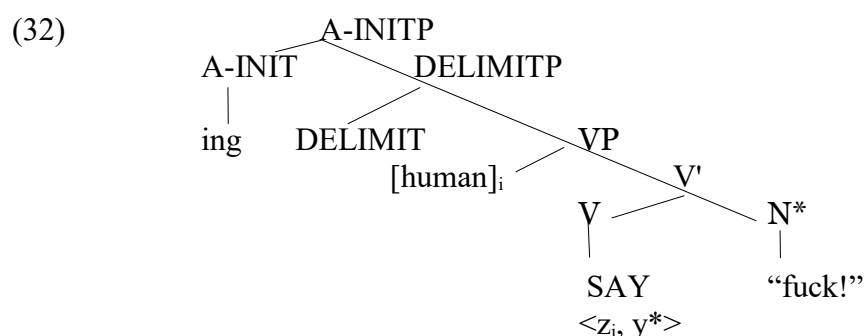 (32) A-INITP
A-INIT DELIMITP
ing DELIMIT VP
[human]ᵢ V'
V N*
SAY “fuck!”
<zᵢ, y*>